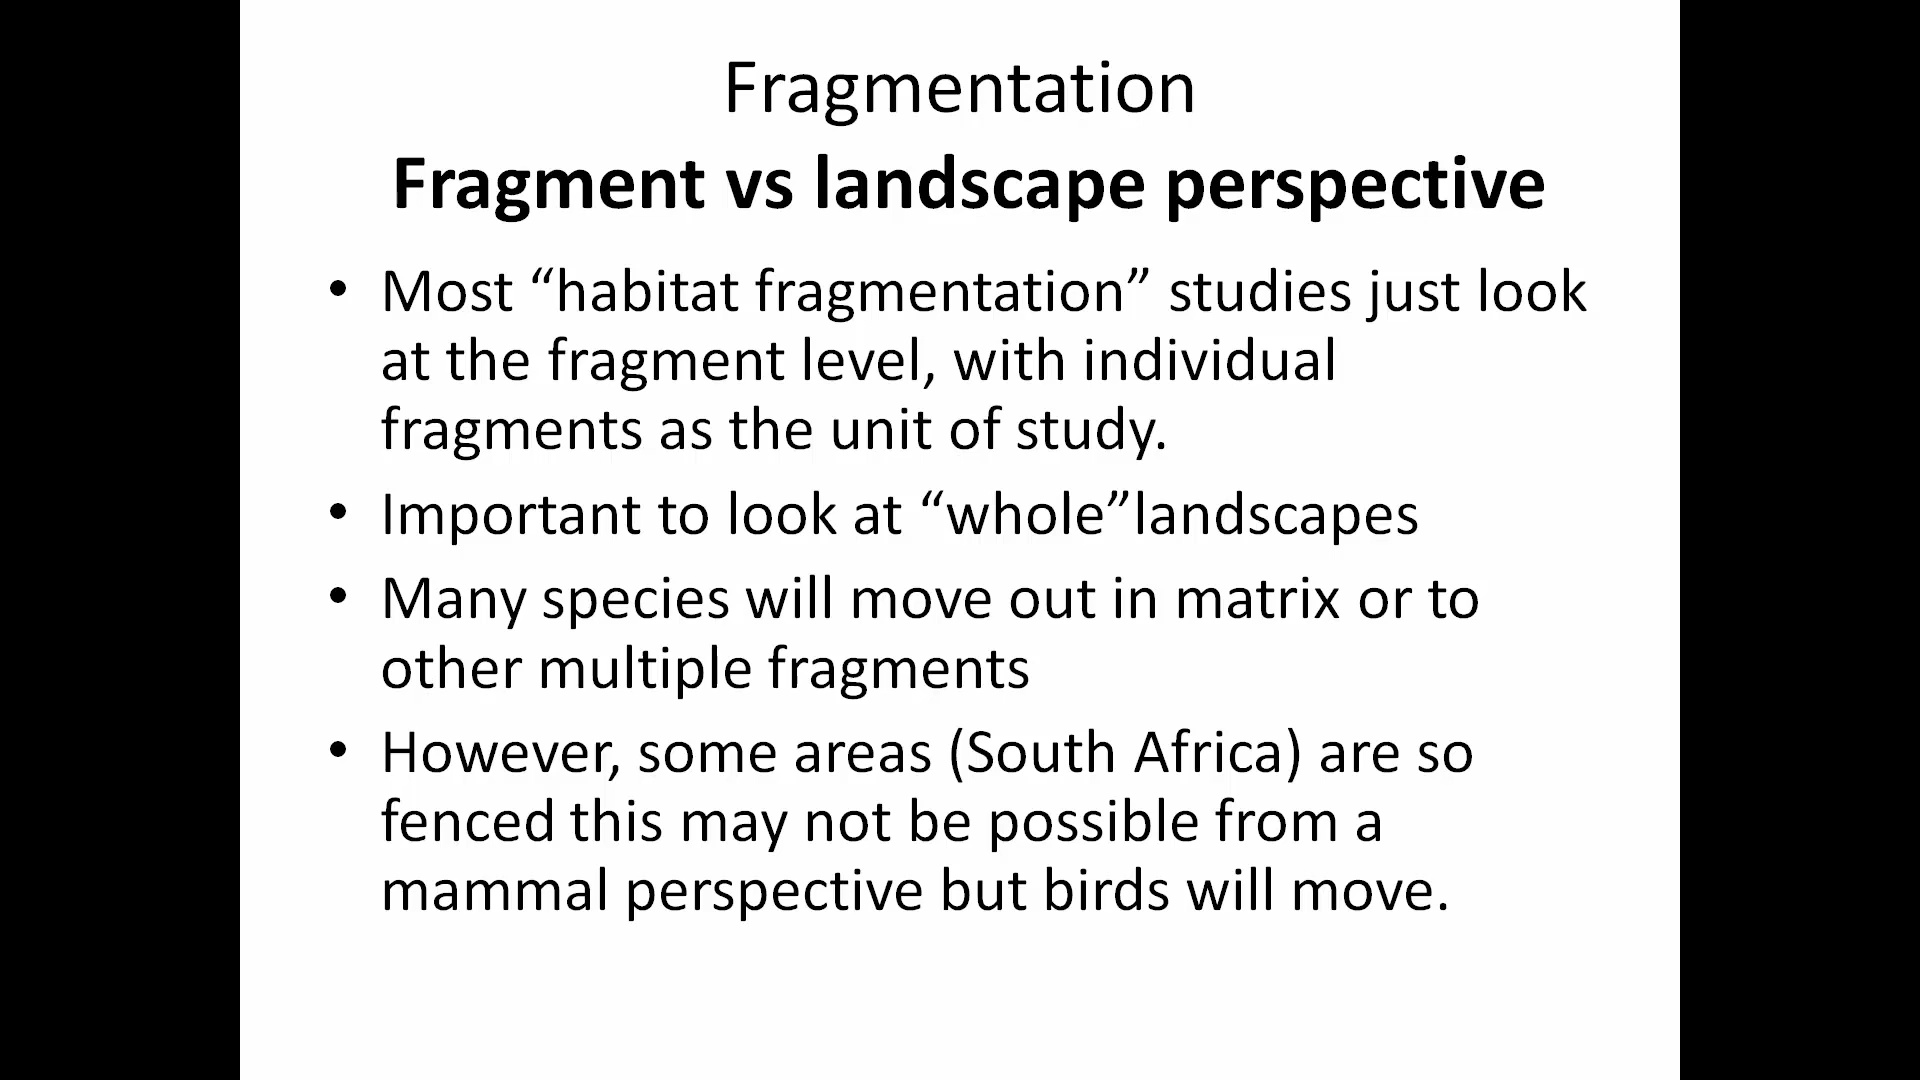 Fragmentation
Fragment vs landscape perspective
• Most “habitat fragmentation” studies just look
at the fragment level, with individual
fragments as the unit of study.
• Important to look at “whole”landscapes
• Many species will move out in matrix or to
other multiple fragments
• However, some areas (South Africa) are so
fenced this may not be possible from a
mammal perspective but birds will move.